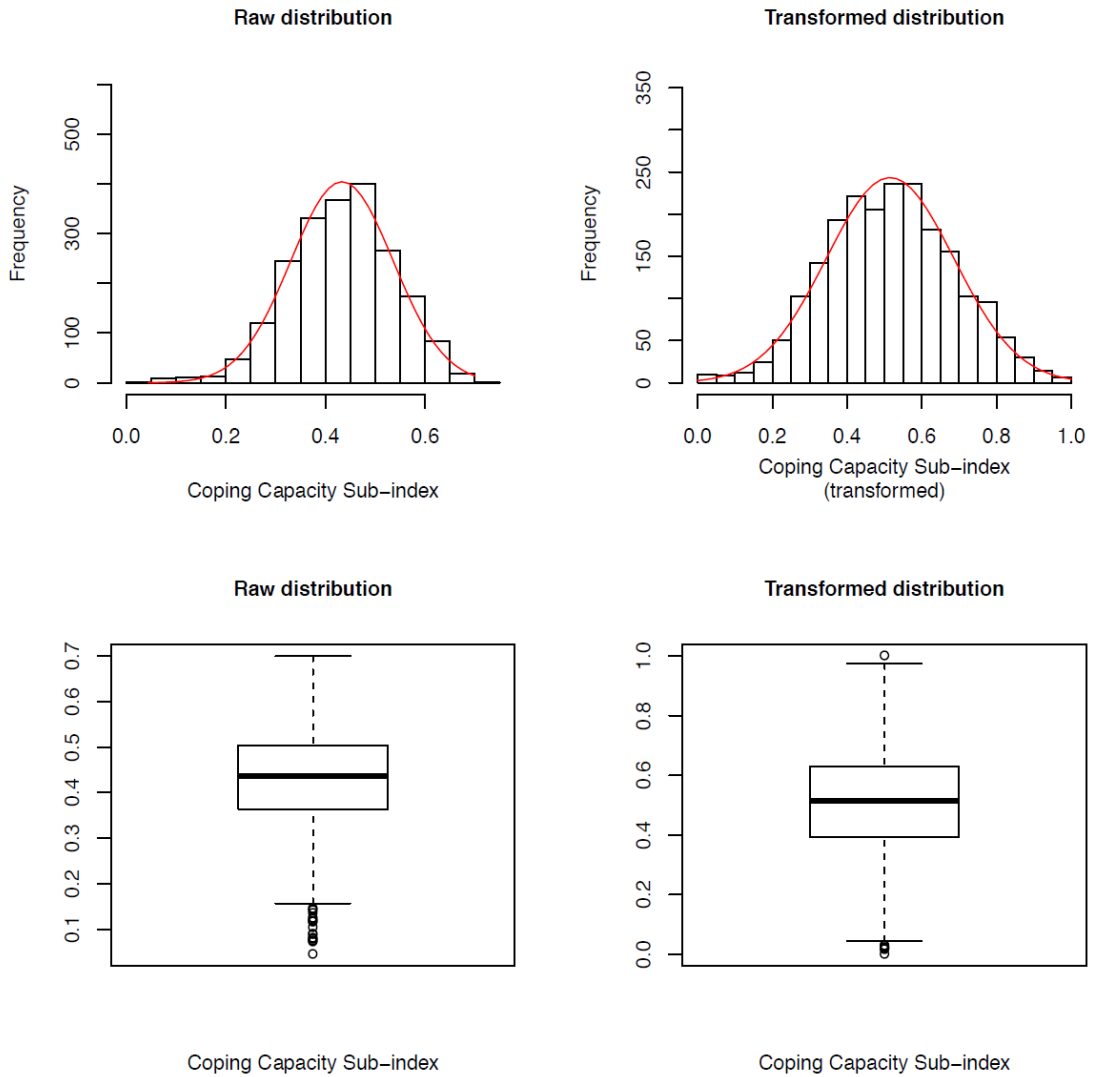 Raw distribution
Frequency
0
100
300
500
0.0 0.2 0.4 0.6
Coping Capacity Sub−index
Transformed distribution
Frequency
0
50
150
250
350
0.0 0.2 0.4 0.6 0.8 1.0
Coping Capacity Sub−index
(transformed)
Raw distribution
0.1
0.2
0.3
0.4
0.5
0.6
0.7
Coping Capacity Sub−index
Transformed distribution
0.0
0.2
0.4
0.6
0.8
1.0
Coping Capacity Sub−index